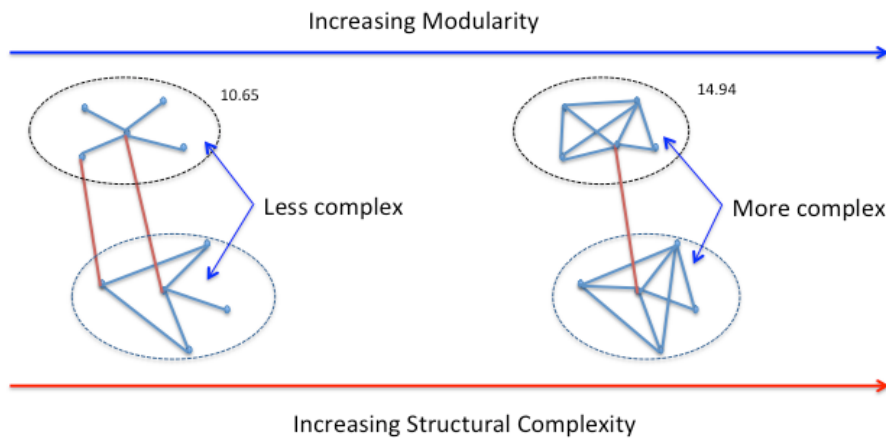 Increasing Modularity
10.65
14.94
Less complex
More complex
Increasing Structural Complexity